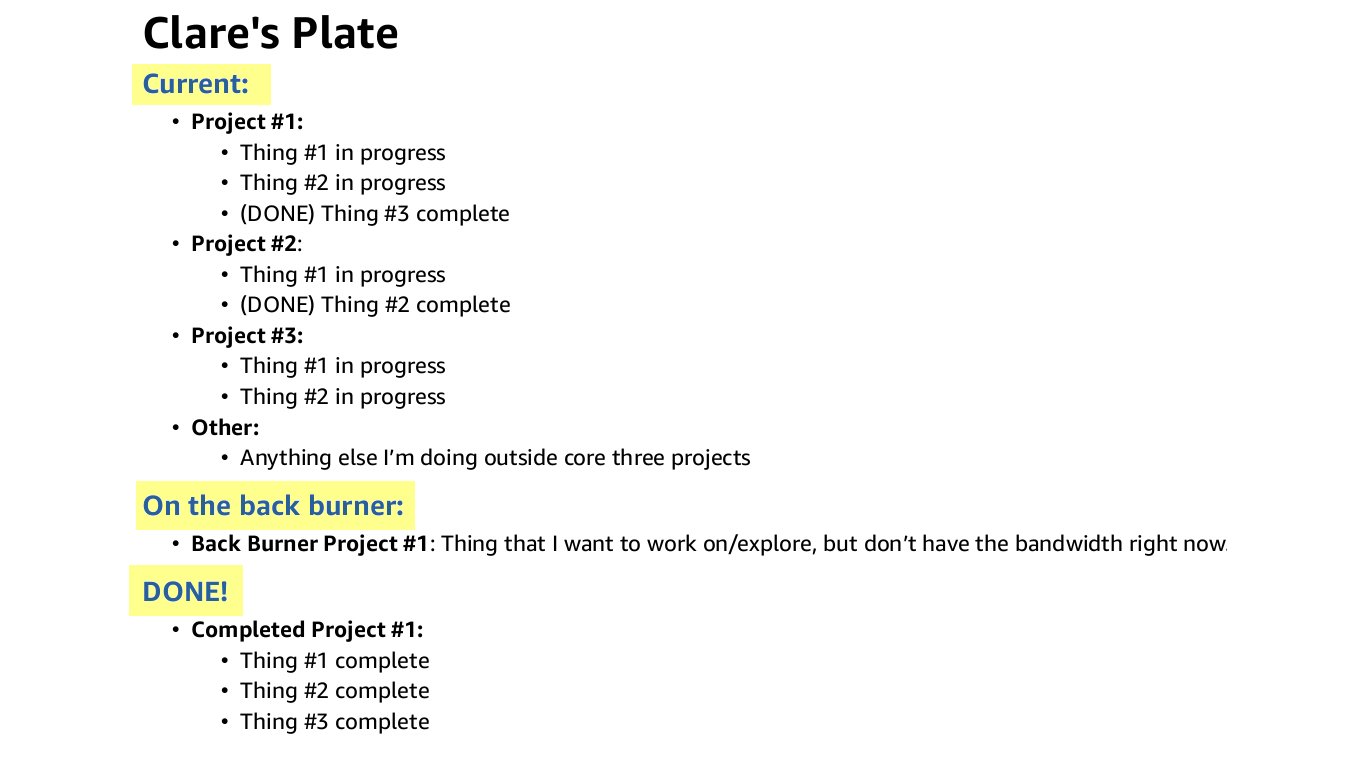 Clare's Plate
Current:
• Project #1:
• Thing #1 in progress
• Thing #2 in progress
• (DONE) Thing #3 complete
• Project #2:
• Thing #1 in progress
• (DONE) Thing #2 complete
• Project #3:
• Thing #1 in progress
• Thing #2 in progress
• Other:
• Anything else I’m doing outside core three projects
On the back burner:
• Back Burner Project #1: Thing that I want to work on/explore, but don’t have the bandwidth right now.
DONE!
• Completed Project #1:
• Thing #1 complete
• Thing #2 complete
• Thing #3 complete